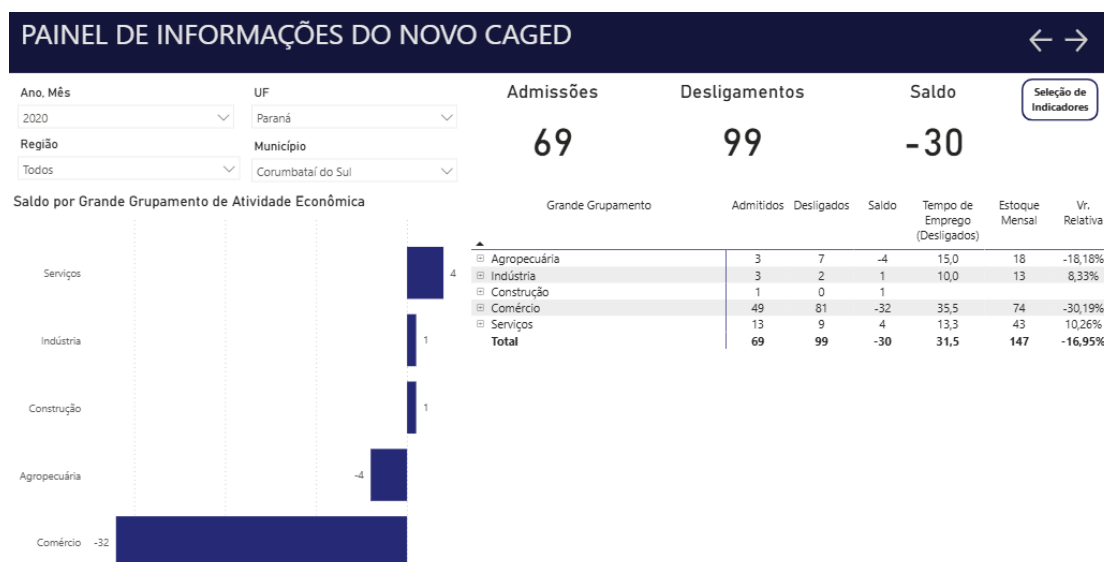 PAINEL DE INFORMAÇÕES DO NOVO CAGED
Ano, Mês
UF
2020
Paraná
Região
Município
Todos
Corumbataí do Sul
Admissões
Desligamentos
Saldo
Seleção de
Indicadores
69
99
-30
Saldo por Grande Grupamento de Atividade Econômica
Serviços
4
Indústria
1
Construção
1
Agropecuária
-4
Comércio
-32
Grande Grupamento Admitidos Desligados Saldo Tempo de Emprego (Desligados) Estoque Mensal Vr. Relativa
Agropecuária 3 7 -4 15,0 18 -18,18%
Indústria 3 2 1 10,0 13 8,33%
Construção 1 0 1
Comércio 49 81 -32 35,5 74 -30,19%
Serviços 13 9 4 13,3 43 10,26%
Total 69 99 -30 31,5 147 -16,95%